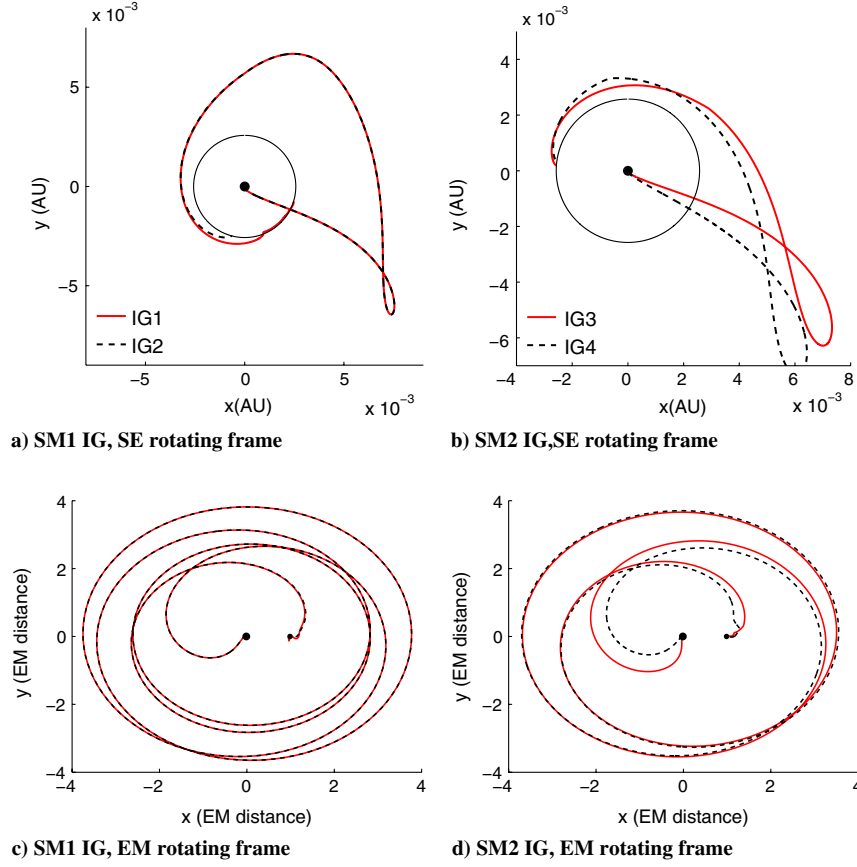 x 10⁻³
5
0
−5
−5
0
5
x 10⁻³
y (AU)
x(AU)
IG1
IG2
a) SM1 IG, SE rotating frame
x 10⁻³
4
2
0
−2
−4
−6
−4
−2
0
2
4
6
8
x 10⁻³
y (AU)
x(AU)
IG3
IG4
b) SM2 IG,SE rotating frame
4
2
0
−2
−4
−4
−2
0
2
4
y (EM distance)
x (EM distance)
c) SM1 IG, EM rotating frame
4
2
0
−2
−4
−4
−2
0
2
4
y (EM distance)
x (EM distance)
d) SM2 IG, EM rotating frame